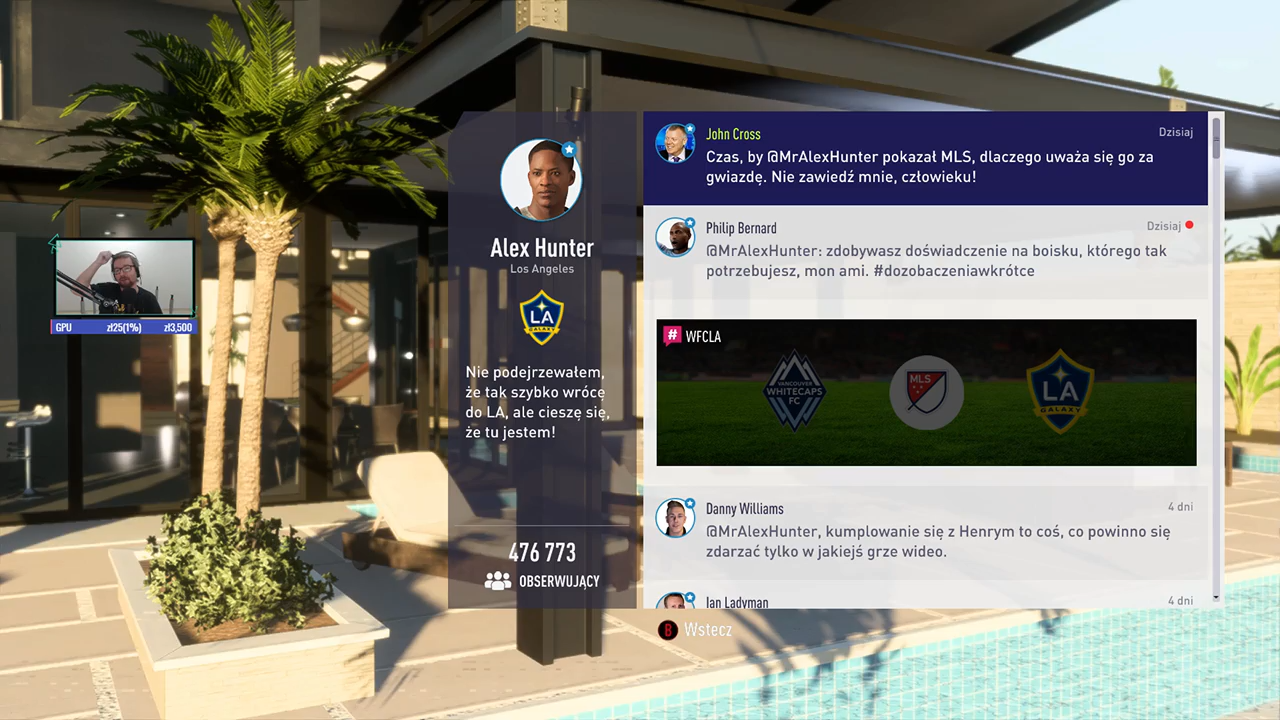 John Cross
Dzisiaj
Czas, by @MrAlexHunter pokazał MLS, dlaczego uważa się go za
gwiazdę. Nie zawiedź mnie, człowieku!
Philip Bernard
Dzisiaj
@MrAlexHunter: zdobywasz doświadczenie na boisku, którego tak
potrzebujesz, mon ami. #dozobaczeniawkrótce
Alex Hunter
Los Angeles
LA
GALAXY
Nie podejrzewałem,
że tak szybko wrócę
do LA, ale cieszę się,
że tu jestem!
476 773
OBSERWUJĄCY
# WFCLA
VANCOUVER
WHITECAPS
FC
MLS
LA
GALAXY
Danny Williams
4 dni
@MrAlexHunter, kumplowanie się z Henrym to coś, co powinno się
zdarzać tylko w jakiejś grze wideo.
Ian Ladyman
4 dni
B Wstecz
GPU zł25(1%) zł3,500